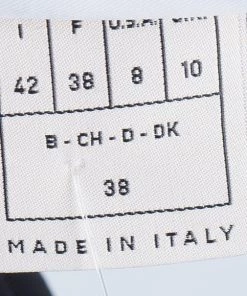 I F U.S.A.
42 38 8 10
B - CH - D - DK
38
MADE IN ITALY